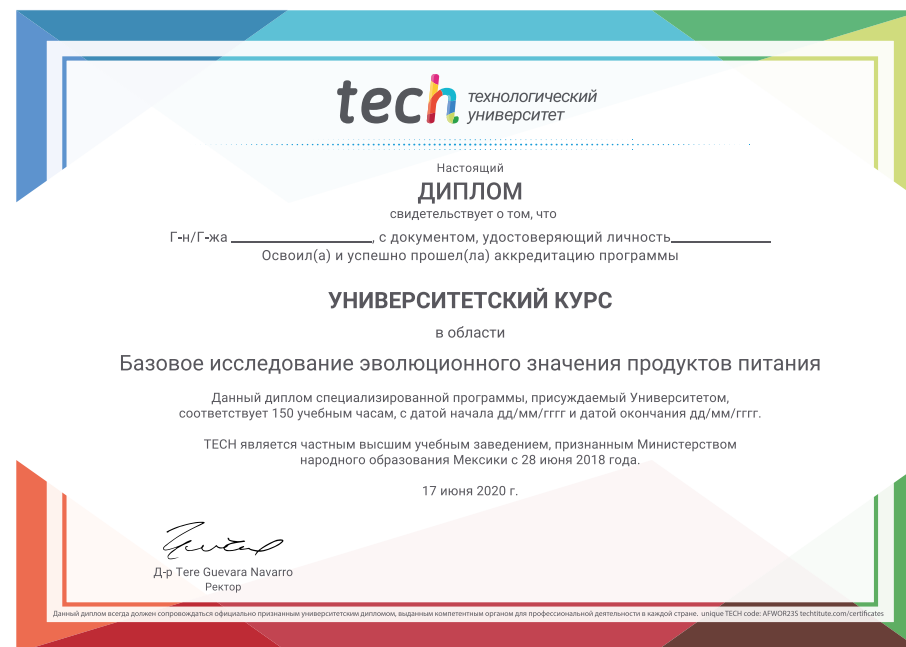 tech технологический
университет
Настоящий
ДИПЛОМ
свидетельствует о том, что
Г-н/Г-жа ____________________, с документом, удостоверяющий личность______________
Освоил(а) и успешно прошел(ла) аккредитацию программы
УНИВЕРСИТЕТСКИЙ КУРС
в области
Базовое исследование эволюционного значения продуктов питания
Данный диплом специализированной программы, присуждаемый Университетом,
соответствует 150 учебным часам, с датой начала дд/мм/гггг и датой окончания дд/мм/гггг.
TECH является частным высшим учебным заведением, признанным Министерством
народного образования Мексики с 28 июня 2018 года.
17 июня 2020 г.
Д-р Tere Guevara Navarro
Ректор
Данный диплом всегда должен сопровождаться официально признанным университетским дипломом, выданным компетентным органом для профессиональной деятельности в каждой стране. unique TECH code: AFWOR23S techtitute.com/certificates